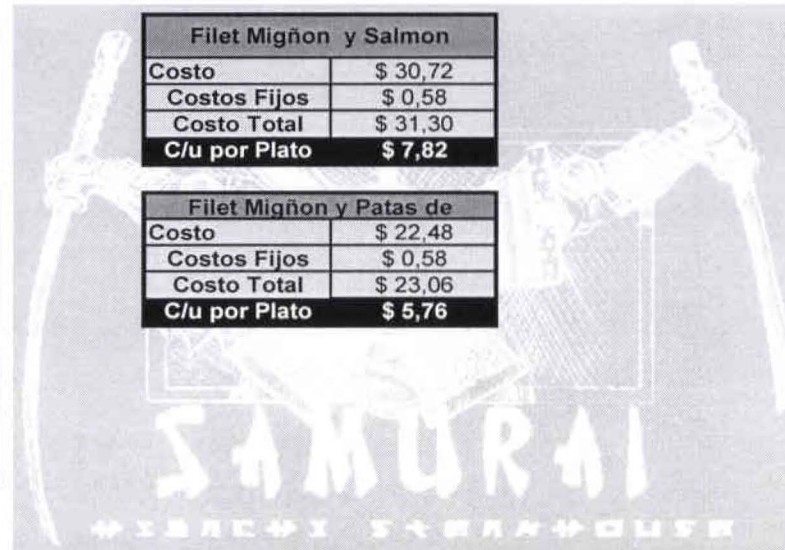 Filet Migñon y Salmon
Costo $ 30,72
Costos Fijos $ 0,58
Costo Total $ 31,30
C/u por Plato $ 7,82
Filet Migñon y Patas de
Costo $ 22,48
Costos Fijos $ 0,58
Costo Total $ 23,06
C/u por Plato $ 5,76
SAMURAI
HIBACHI STEAKHOUSE